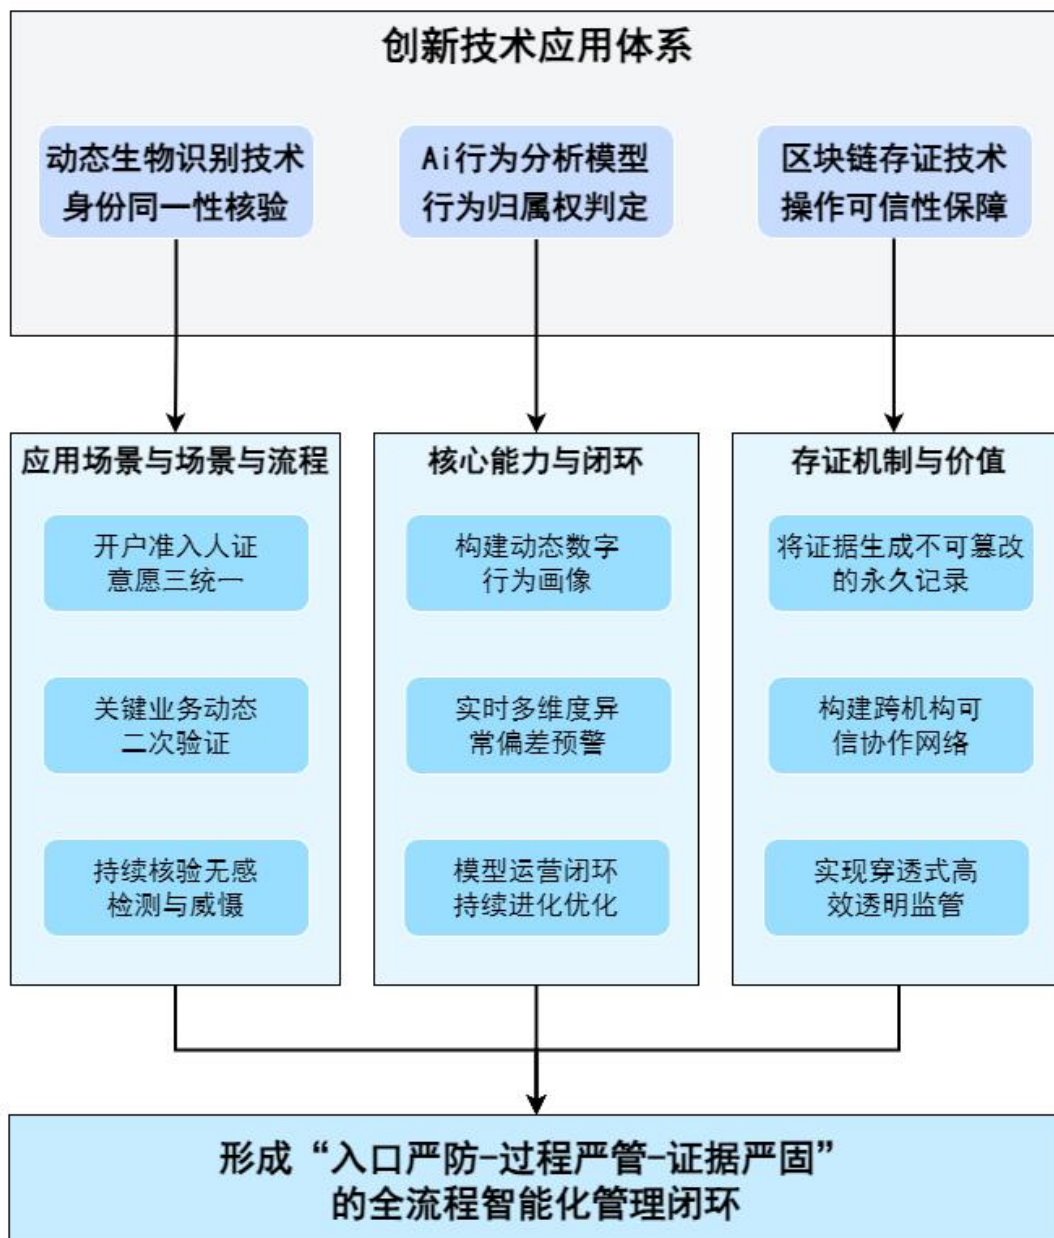 创新技术应用体系
动态生物识别技术
身份同一性核验
Ai行为分析模型
行为归属权判定
区块链存证技术
操作可信性保障
应用场景与场景与流程
开户准入人证
意愿三统一
关键业务动态
二次验证
持续核验无感
检测与威慑
核心能力与闭环
构建动态数字
行为画像
实时多维度异
常偏差预警
模型运营闭环
持续进化优化
存证机制与价值
将证据生成不可篡改
的永久记录
构建跨机构可
信协作网络
实现穿透式高
效透明监管
形成“入口严防-过程严管-证据严固”
的全流程智能化管理闭环